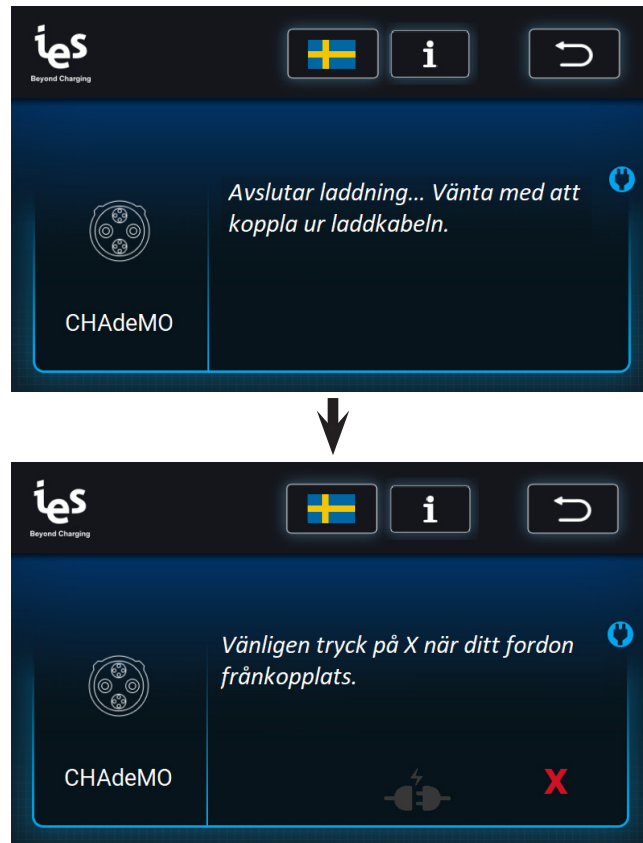 ies
Beyond Charging
i
Avslutar laddning... Vänta med att
koppla ur laddkabeln.
CHAdeMO
ies
Beyond Charging
i
Vänligen tryck på X när ditt fordon
frånkopplats.
CHAdeMO
X